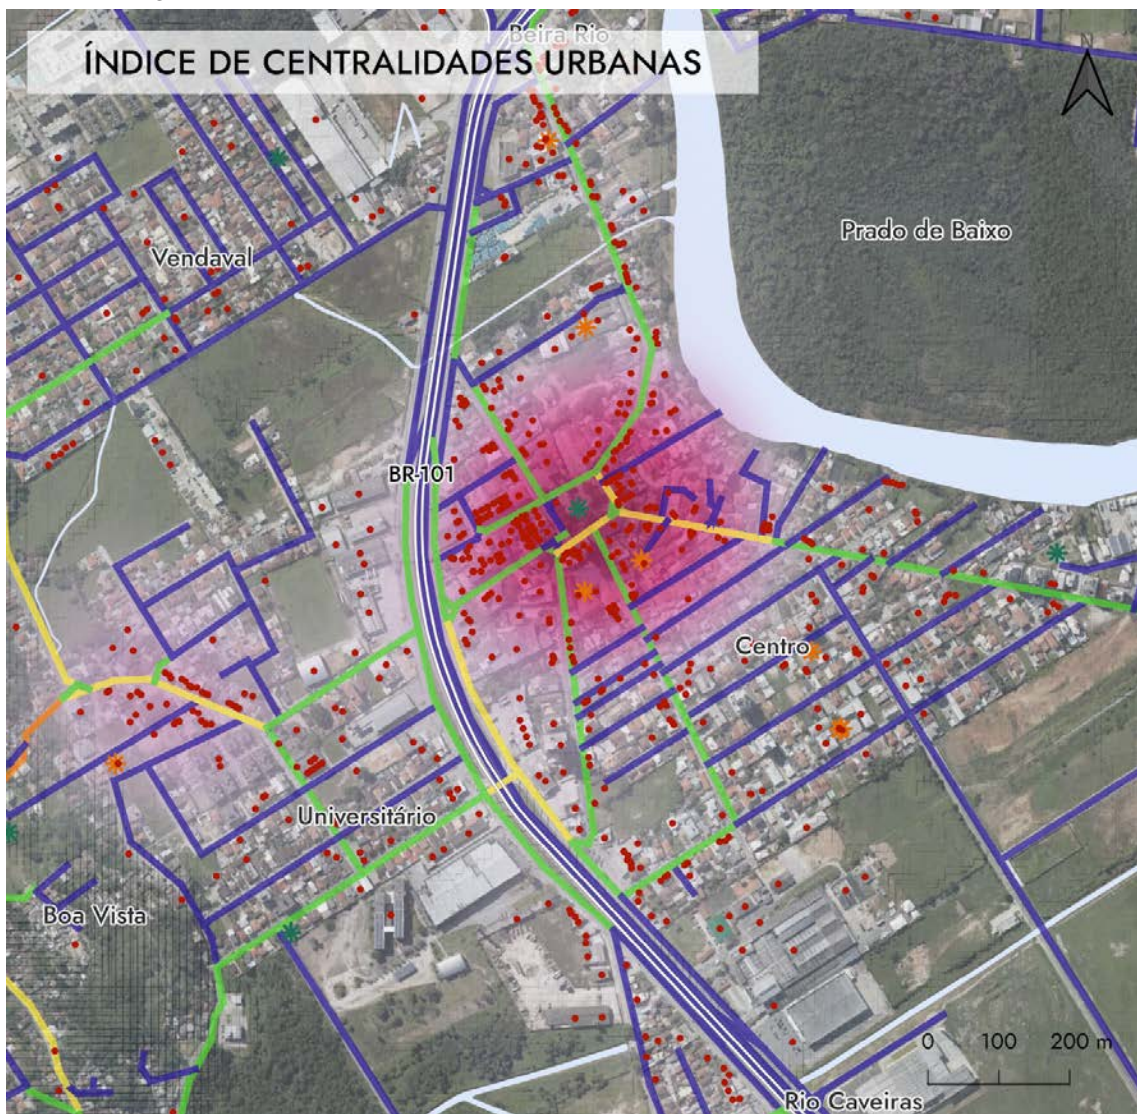 Beira Rio
ÍNDICE DE CENTRALIDADES URBANAS
Prado de Baixo
Vendaval
BR-101
Centro
Universitário
Boa Vista
0 100 200 m
Rio Caveiras